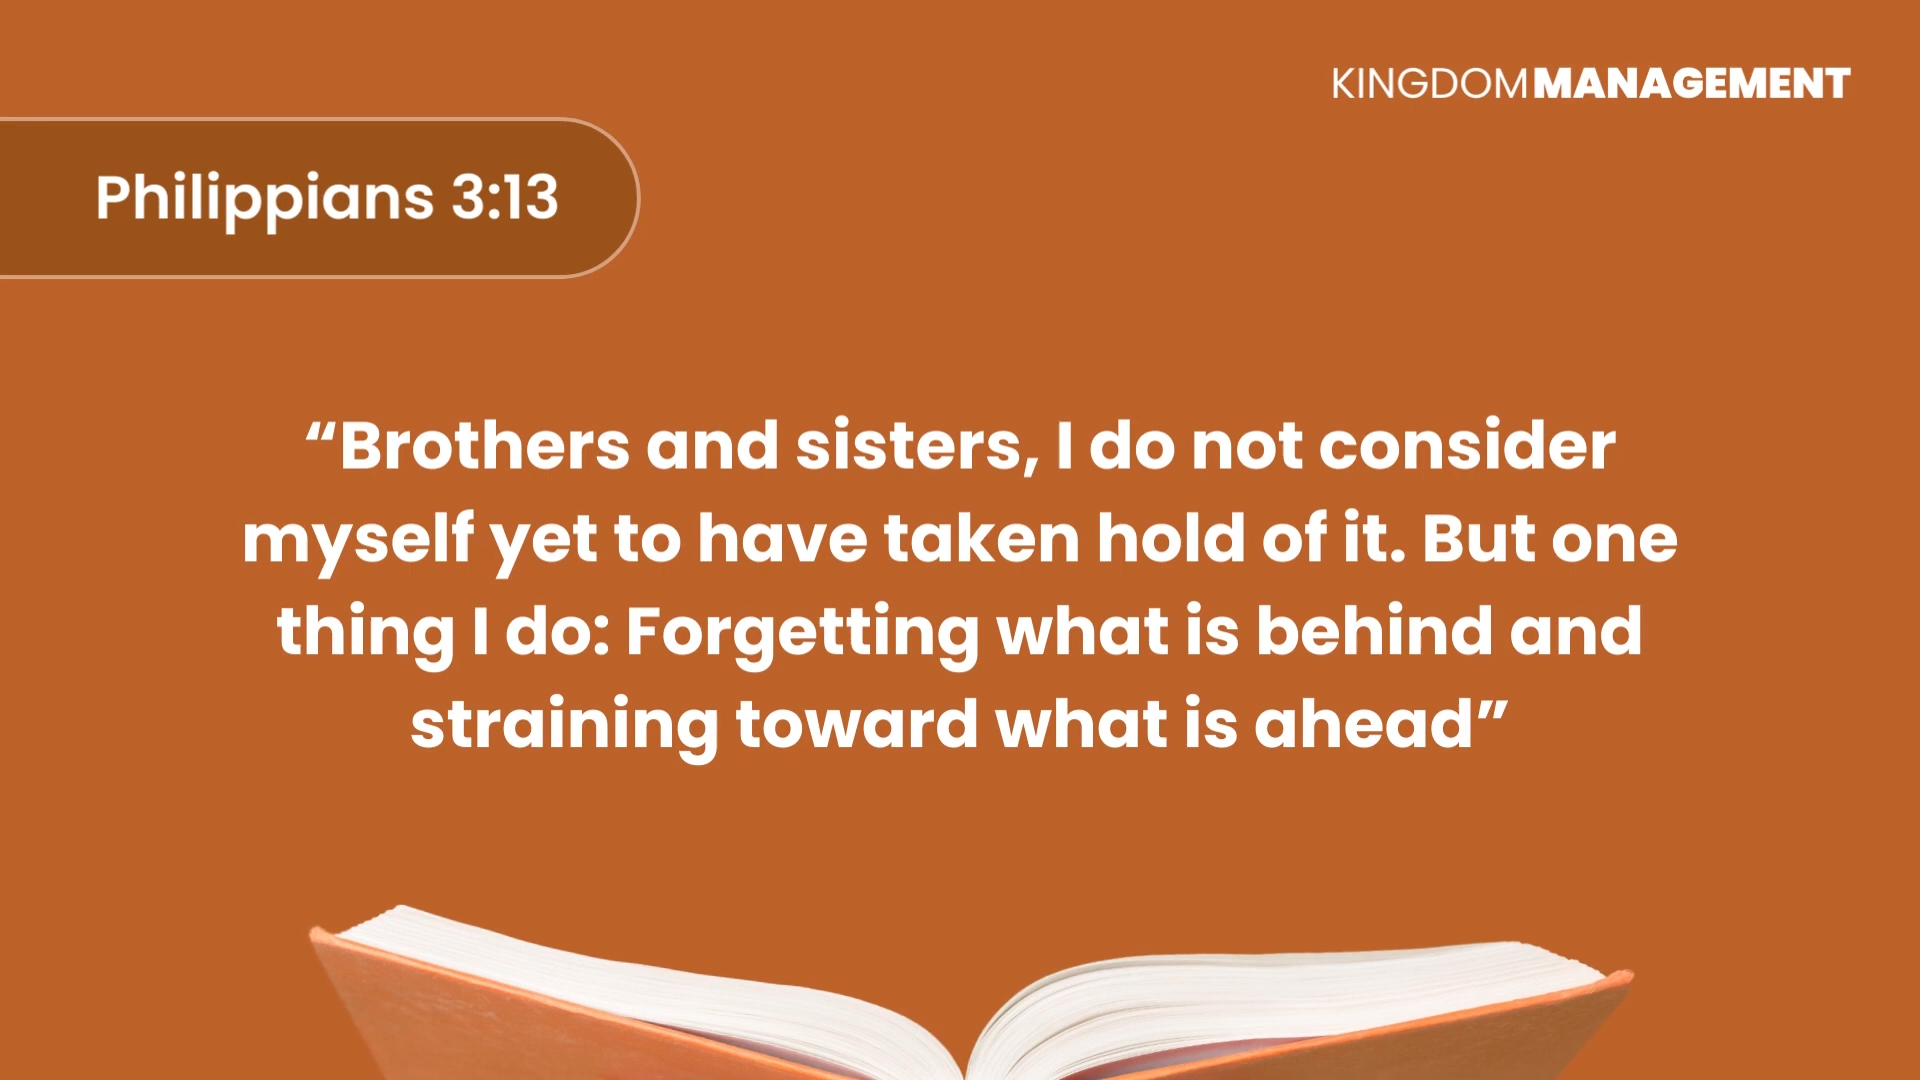 KINGDOMMANAGEMENT
Philippians 3:13
“Brothers and sisters, I do not consider
myself yet to have taken hold of it. But one
thing I do: Forgetting what is behind and
straining toward what is ahead”